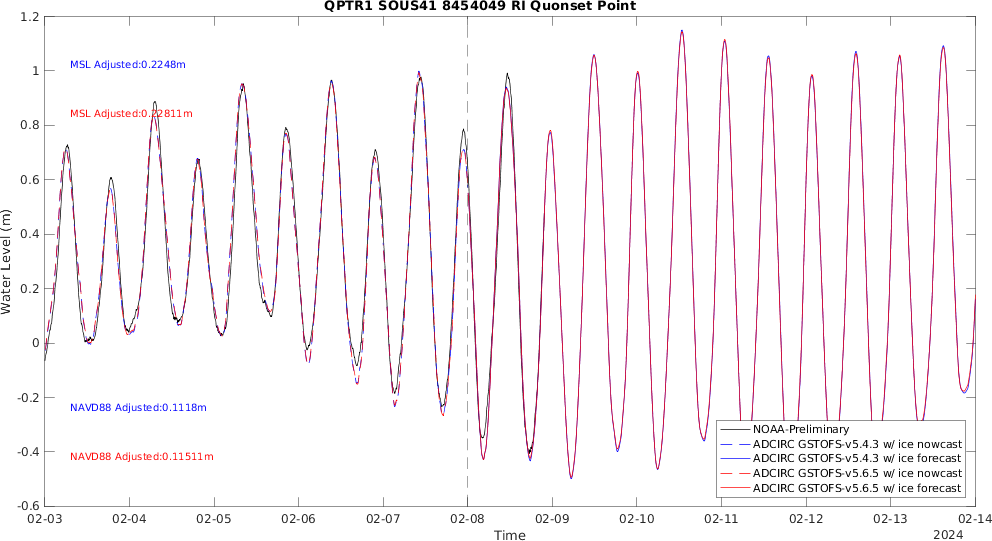 QPTR1 SOUS41 8454049 RI Quonset Point
1.2
1
0.8
0.6
0.4
0.2
0
-0.2
-0.4
-0.6
Water Level (m)
MSL Adjusted:0.2248m
MSL Adjusted:0.22811m
NAVD88 Adjusted:0.1118m
NAVD88 Adjusted:0.11511m
NOAA-Preliminary
ADCIRC GSTOFS-v5.4.3 w/ ice nowcast
ADCIRC GSTOFS-v5.4.3 w/ ice forecast
ADCIRC GSTOFS-v5.6.5 w/ ice nowcast
ADCIRC GSTOFS-v5.6.5 w/ ice forecast
02-03 02-04 02-05 02-06 02-07 02-08 02-09 02-10 02-11 02-12 02-13 02-14
Time
2024